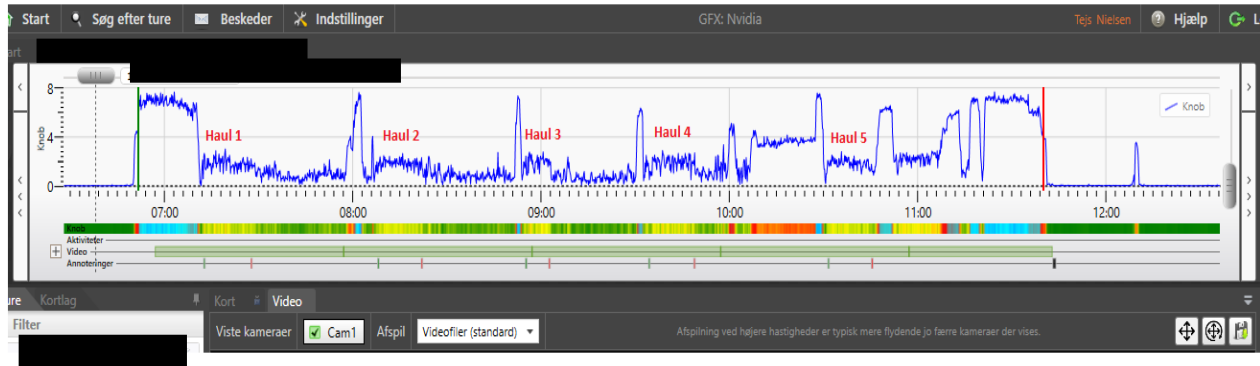 Start Søg efter ture Beskeder Indstillinger GFX: Nvidia Tejs Nielsen Hjælp
Knob
8
4
0
Knob
Haul 1 Haul 2 Haul 3 Haul 4 Haul 5
07:00 08:00 09:00 10:00 11:00 12:00
Knob
Aktiviteter
Video
Annoteringer
Kortlag Kort Video
Filter
Viste kameraer Cam1 Afspil Videofiler (standard) Afspilning ved højere hastigheder er typisk mere flydende jo færre kameraer der vises.